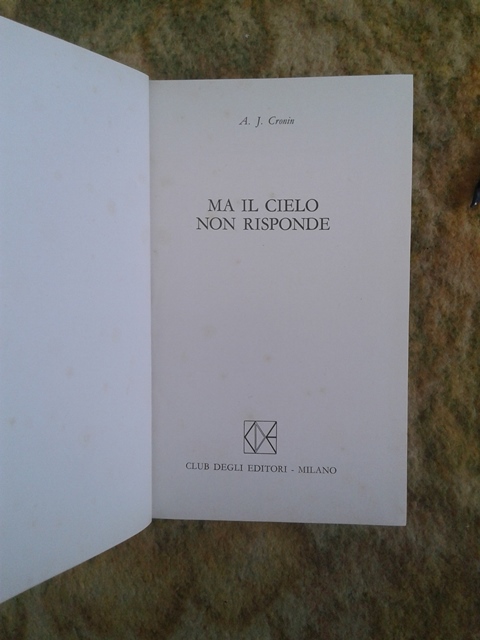 A. J. Cronin
MA IL CIELO
NON RISPONDE
CLUB DEGLI EDITORI - MILANO